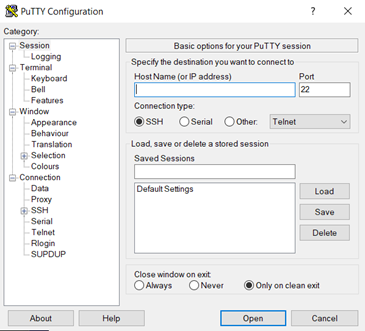 PuTTY Configuration
Category:
Session
Logging
Terminal
Keyboard
Bell
Features
Window
Appearance
Behaviour
Translation
Selection
Colours
Connection
Data
Proxy
SSH
Serial
Telnet
Rlogin
SUPDUP
Basic options for your PuTTY session
Specify the destination you want to connect to
Host Name (or IP address) Port
22
Connection type:
SSH Serial Other: Telnet
Load, save or delete a stored session
Saved Sessions
Default Settings
Load
Save
Delete
Close window on exit:
Always Never Only on clean exit
About Help Open Cancel